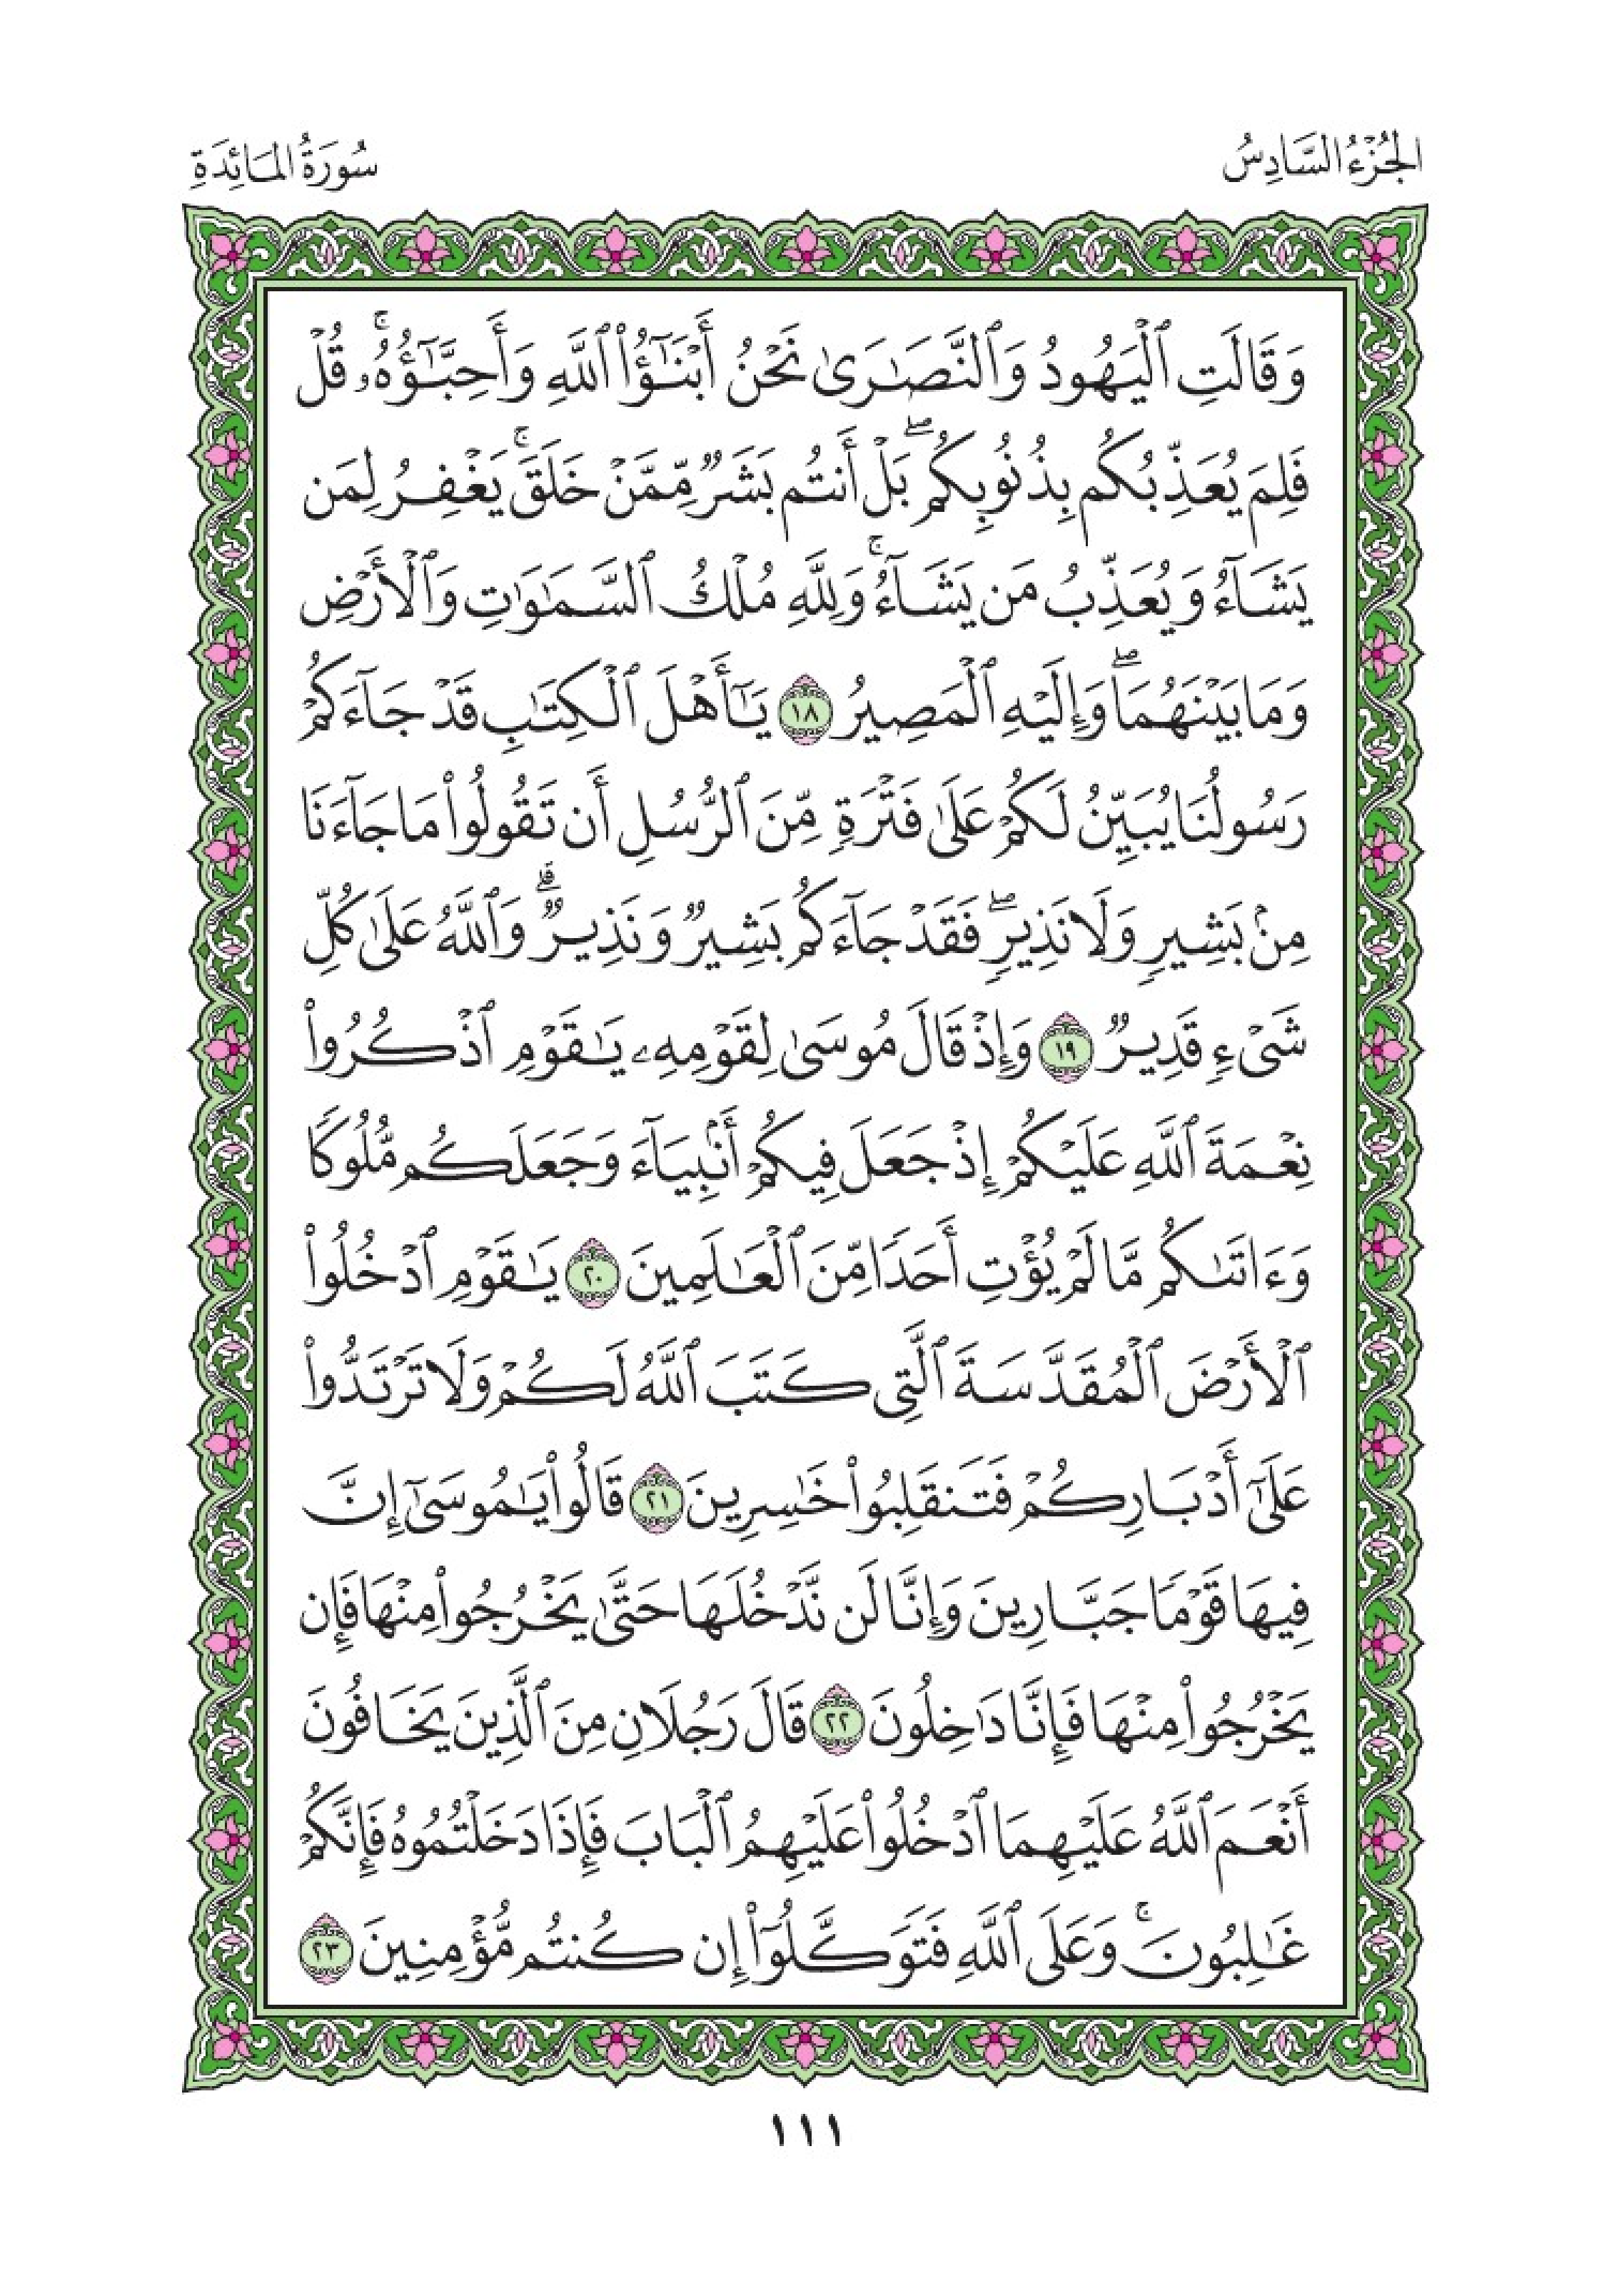 الجُزْءُ السَّادِسُ
سُورَةُ المَائِدَةِ
وَقَالَتِ ٱلۡيَهُودُ وَٱلنَّصَٰرَىٰ نَحۡنُ أَبۡنَٰٓؤُاْ ٱللَّهِ وَأَحِبَّٰٓؤُهُۥۚ قُلۡ
فَلِمَ يُعَذِّبُكُم بِذُنُوبِكُمۖ بَلۡ أَنتُم بَشَرٞ مِّمَّنۡ خَلَقَۚ يَغۡفِرُ لِمَن
يَشَآءُ وَيُعَذِّبُ مَن يَشَآءُۚ وَلِلَّهِ مُلۡكُ ٱلسَّمَٰوَٰتِ وَٱلۡأَرۡضِ
وَمَا بَيۡنَهُمَاۖ وَإِلَيۡهِ ٱلۡمَصِيرُ ١٨ يَٰٓأَهۡلَ ٱلۡكِتَٰبِ قَدۡ جَآءَكُمۡ
رَسُولُنَا يُبَيِّنُ لَكُمۡ عَلَىٰ فَتۡرَةٖ مِّنَ ٱلرُّسُلِ أَن تَقُولُواْ مَا جَآءَنَا
مِنۢ بَشِيرٖ وَلَا نَذِيرٖۖ فَقَدۡ جَآءَكُم بَشِيرٞ وَنَذِيرٞۗ وَٱللَّهُ عَلَىٰ كُلِّ
شَيۡءٖ قَدِيرٞ ١٩ وَإِذۡ قَالَ مُوسَىٰ لِقَوۡمِهِۦ يَٰقَوۡمِ ٱذۡكُرُواْ
نِعۡمَةَ ٱللَّهِ عَلَيۡكُمۡ إِذۡ جَعَلَ فِيكُمۡ أَنۢبِيَآءَ وَجَعَلَكُم مُّلُوكٗا
وَءَاتَىٰكُم مَّا لَمۡ يُؤۡتِ أَحَدٗا مِّنَ ٱلۡعَٰلَمِينَ ٢٠ يَٰقَوۡمِ ٱدۡخُلُواْ
ٱلۡأَرۡضَ ٱلۡمُقَدَّسَةَ ٱلَّتِي كَتَبَ ٱللَّهُ لَكُمۡ وَلَا تَرۡتَدُّواْ
عَلَىٰٓ أَدۡبَارِكُمۡ فَتَنقَلِبُواْ خَٰسِرِينَ ٢١ قَالُواْ يَٰمُوسَىٰٓ إِنَّ
فِيهَا قَوۡمٗا جَبَّارِينَ وَإِنَّا لَن نَّدۡخُلَهَا حَتَّىٰ يَخۡرُجُواْ مِنۡهَا فَإِن
يَخۡرُجُواْ مِنۡهَا فَإِنَّا دَٰخِلُونَ ٢٢ قَالَ رَجُلَانِ مِنَ ٱلَّذِينَ يَخَافُونَ
أَنۡعَمَ ٱللَّهُ عَلَيۡهِمَا ٱدۡخُلُواْ عَلَيۡهِمُ ٱلۡبَابَ فَإِذَا دَخَلۡتُمُوهُ فَإِنَّكُمۡ
غَٰلِبُونَۚ وَعَلَى ٱللَّهِ فَتَوَكَّلُوٓاْ إِن كُنتُم مُّؤۡمِنِينَ ٢٣
١١١